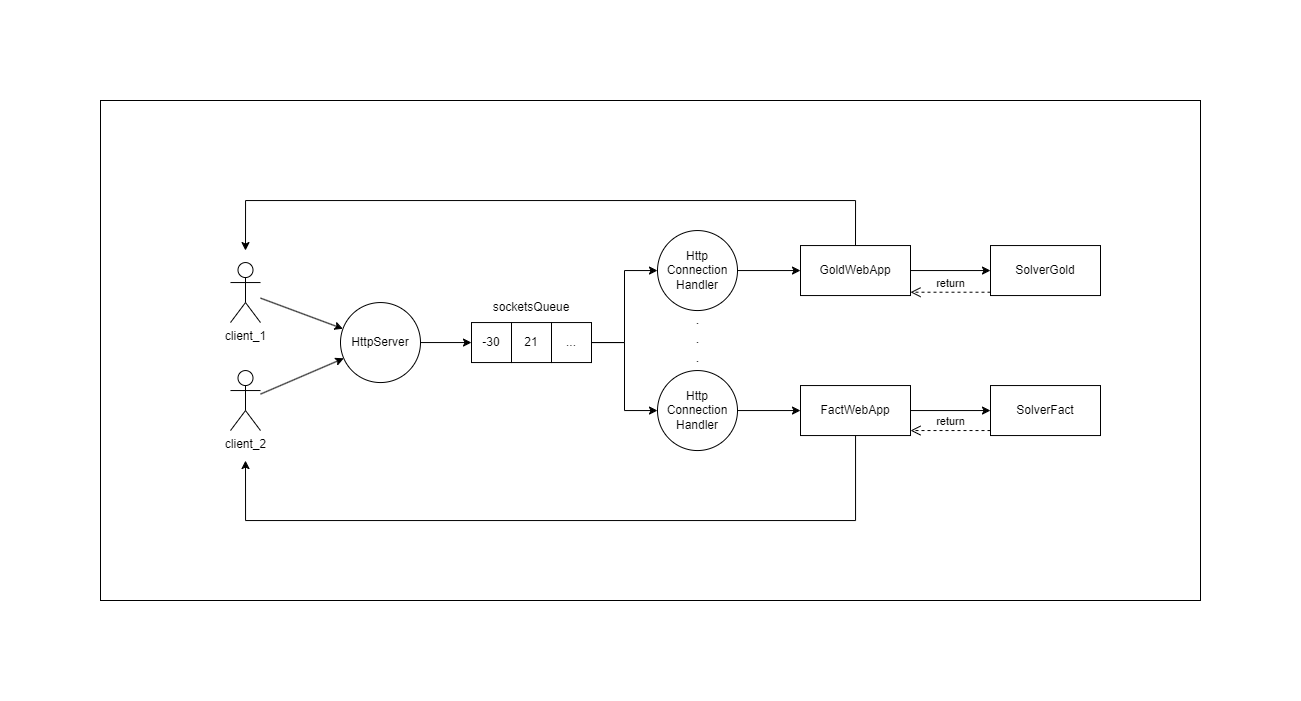 client_1
client_2
HttpServer
socketsQueue
-30 21 ...
Http
Connection
Handler
.
.
.
Http
Connection
Handler
GoldWebApp
return
SolverGold
FactWebApp
return
SolverFact